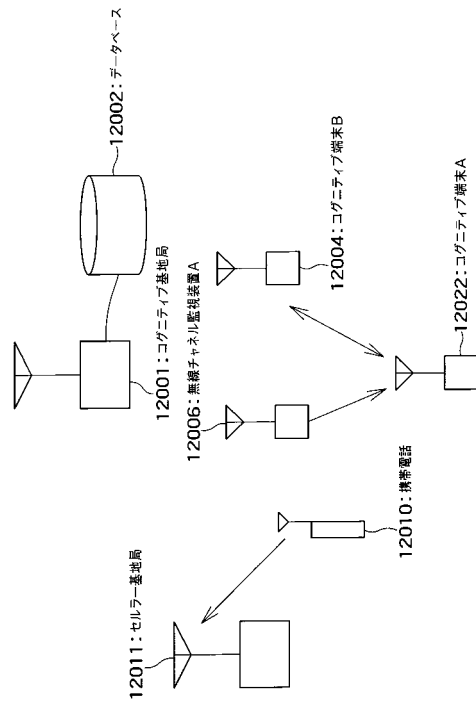 12011：セルラー基地局
12010：携帯電話
12001：コグニティブ基地局
12006：無線チャネル監視装置A
12022：コグニティブ端末A
12002：データベース
12004：コグニティブ端末B